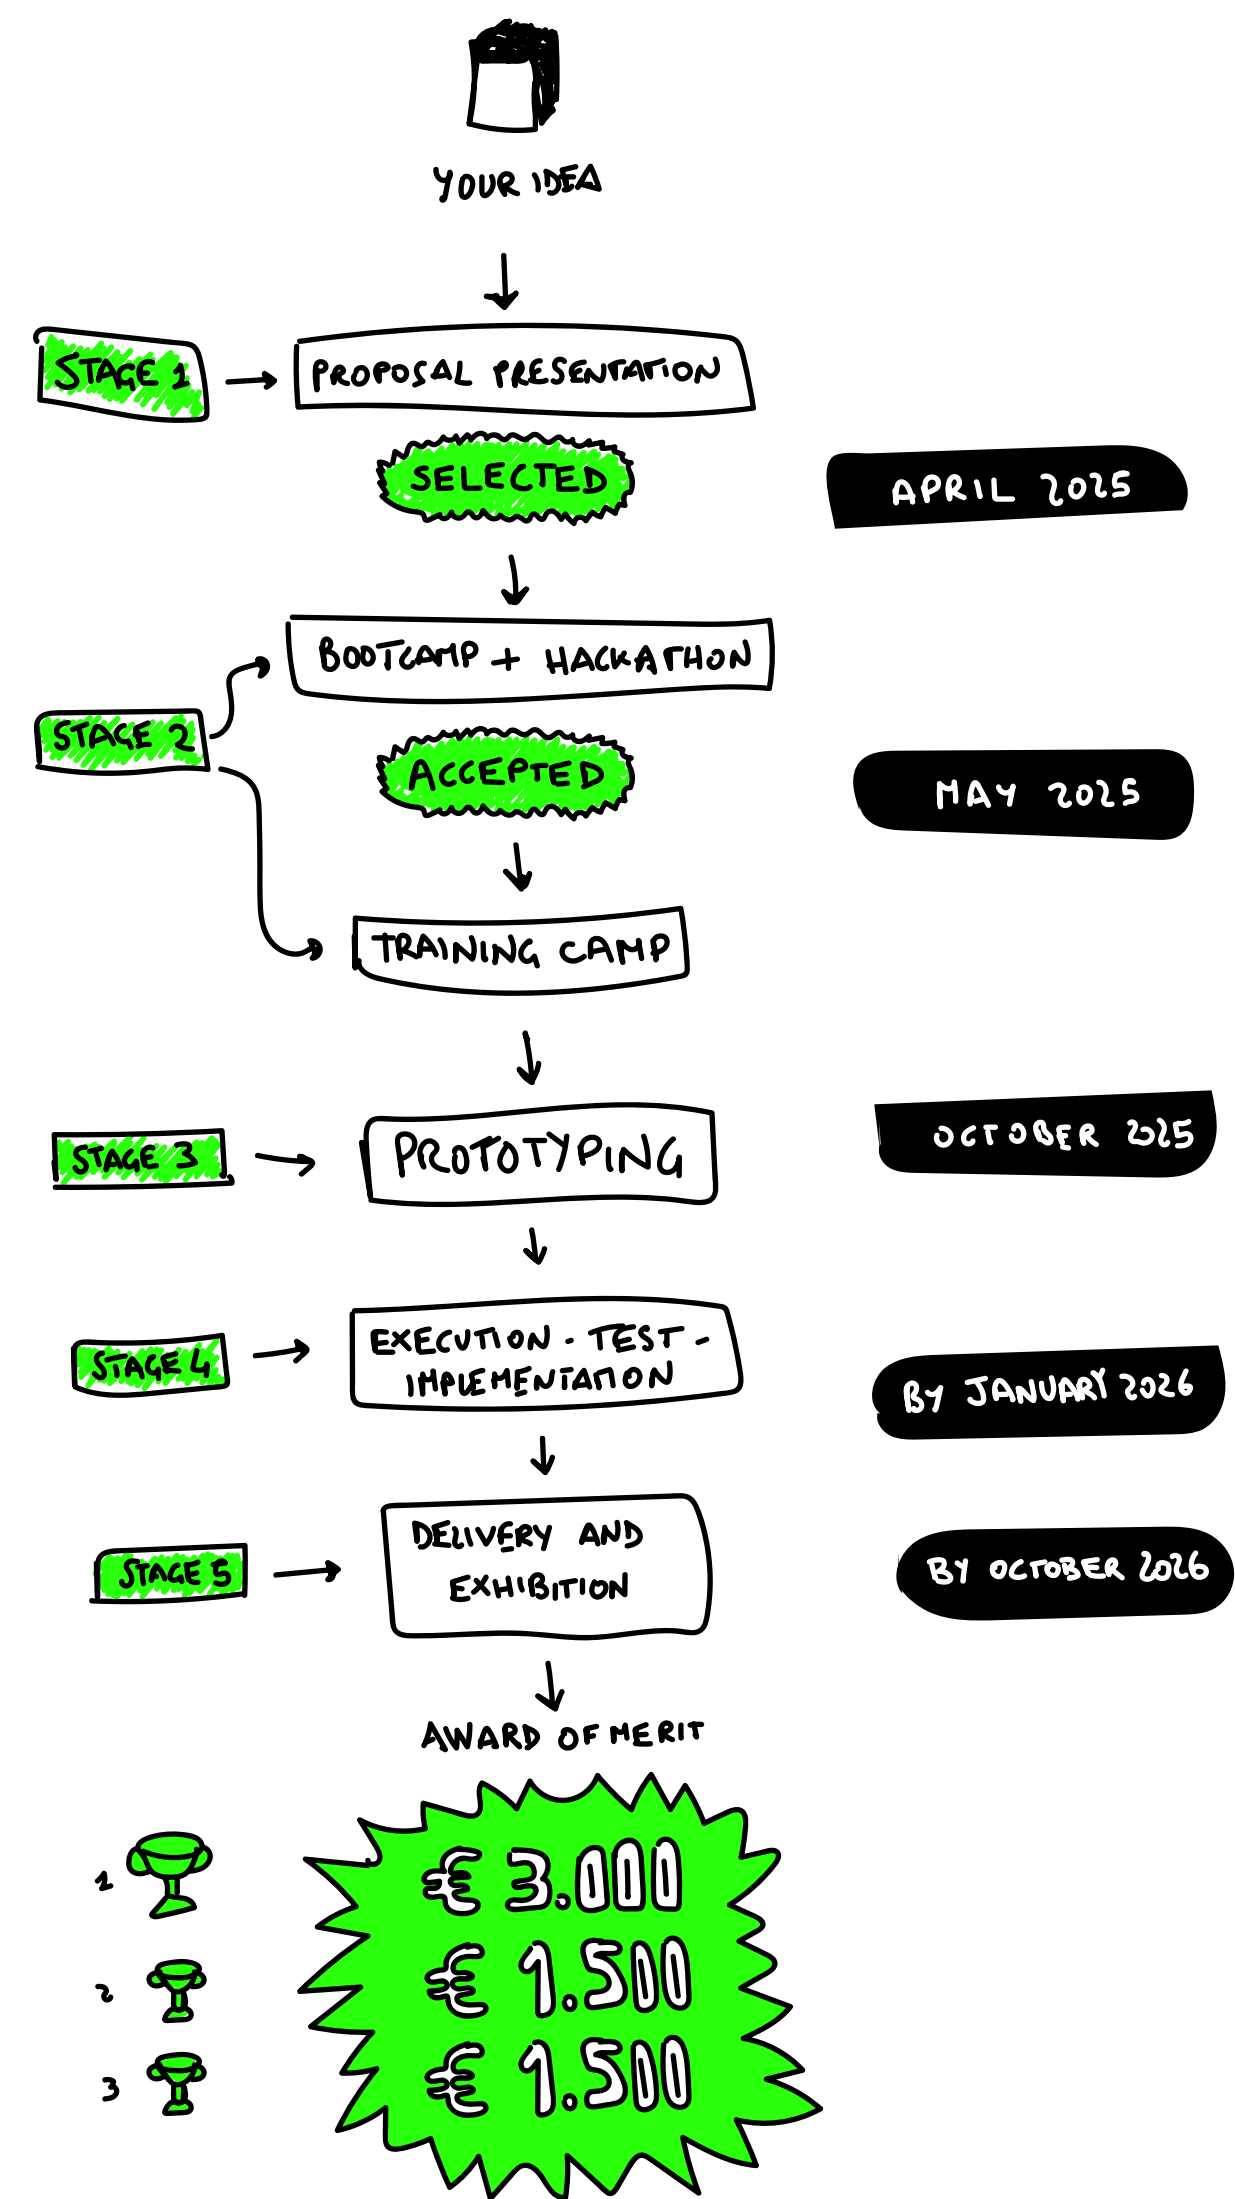 YOUR IDEA
STAGE 1
PROPOSAL PRESENTATION
SELECTED
APRIL 2025
BOOTCAMP + HACKATHON
STAGE 2
ACCEPTED
MAY 2025
TRAINING CAMP
STAGE 3
PROTOTYPING
OCTOBER 2025
STAGE 4
EXECUTION - TEST -
IMPLEMENTATION
BY JANUARY 2026
STAGE 5
DELIVERY AND
EXHIBITION
BY OCTOBER 2026
AWARD OF MERIT
1
€ 3.000
2
€ 1.500
3
€ 1.500